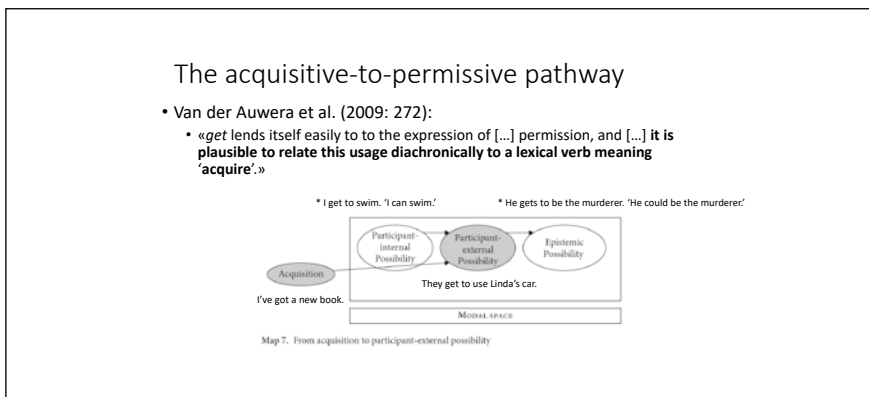 The acquisitive-to-permissive pathway
• Van der Auwera et al. (2009: 272):
• «get lends itself easily to to the expression of […] permission, and […] it is
plausible to relate this usage diachronically to a lexical verb meaning
‘acquire’.»
* I get to swim. ‘I can swim.’
* He gets to be the murderer. ‘He could be the murderer.’
Participant-
internal
Possibility
Participant-
external
Possibility
Epistemic
Possibility
Acquisition
They get to use Linda’s car.
I’ve got a new book.
MODAL SPACE
Map 7. From acquisition to participant-external possibility